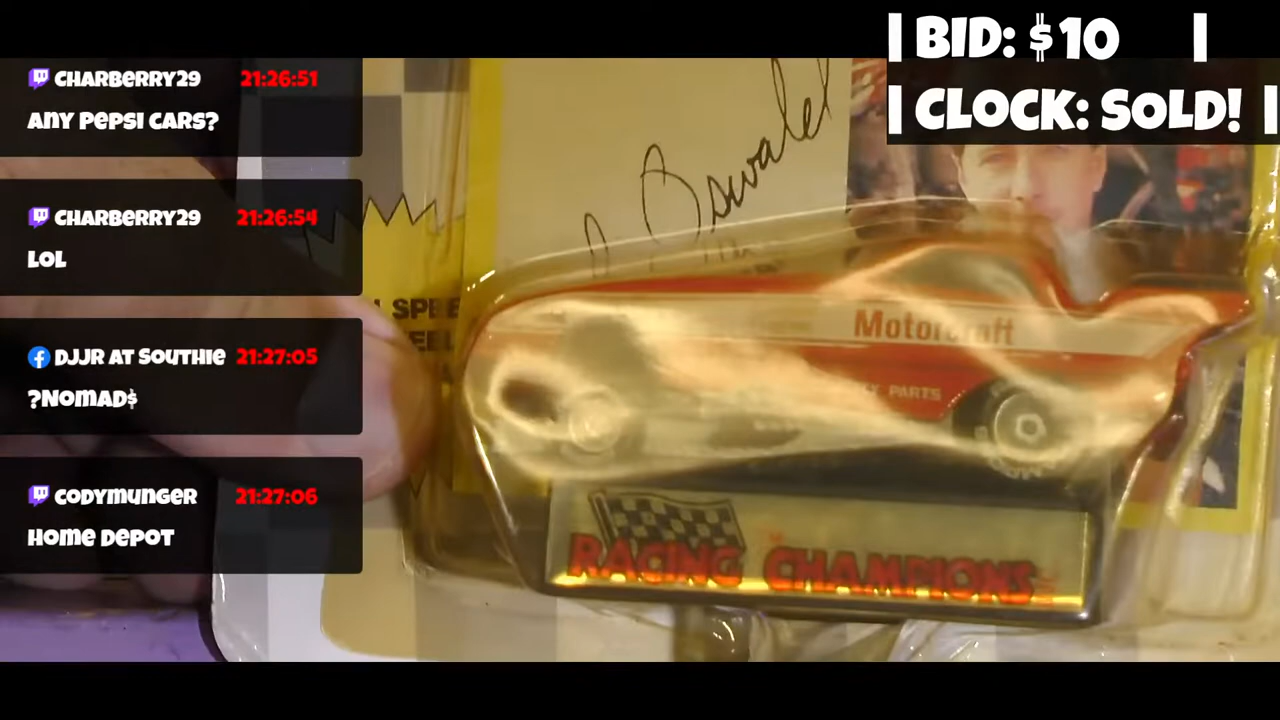 | BID: $10 |
| CLOCK: SOLD! |
CHARBERRY29 21:26:51
ANY PEPSI CARS?
CHARBERRY29 21:26:54
LOL
DJJR AT SOUTHIE 21:27:05
?NOMAD$
CODYMUNGER 21:27:06
HOME DEPOT
Oswald
Motorcraft
PARTS
RACING CHAMPIONS